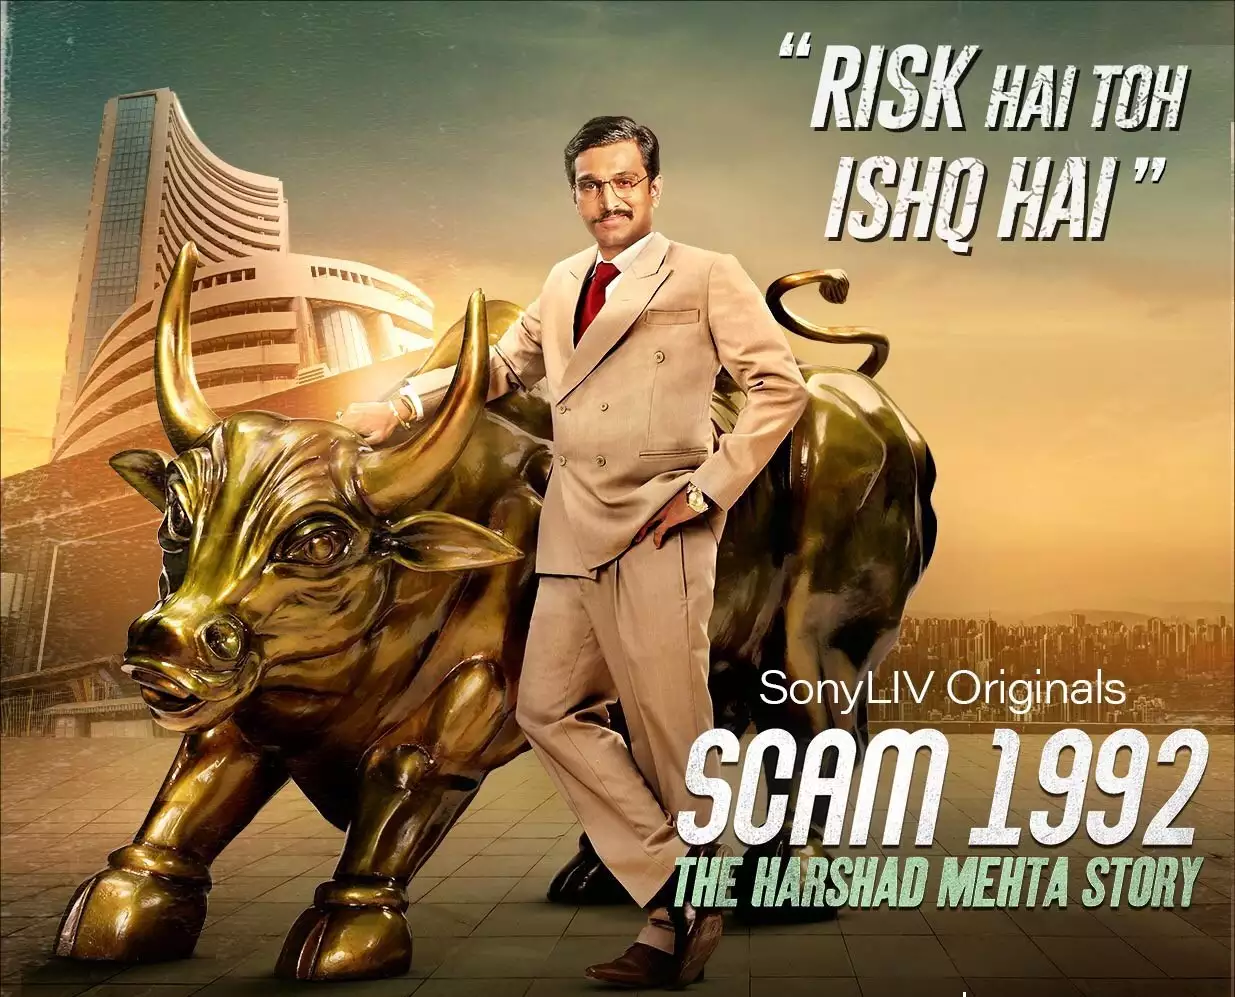 “RISK HAI TOH
ISHQ HAI”
SonyLIV Originals
SCAM 1992
THE HARSHAD MEHTA STORY